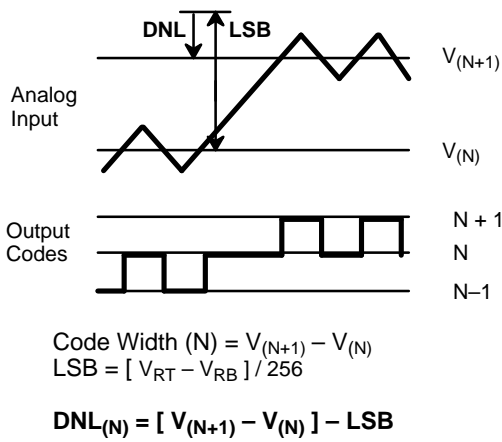 DNL LSB
V(N+1)
Analog
Input
V(N)
Output
Codes
N + 1
N
N–1
Code Width (N) = V(N+1) – V(N)
LSB = [ VRT – VRB ] / 256
DNL(N) = [ V(N+1) – V(N) ] – LSB